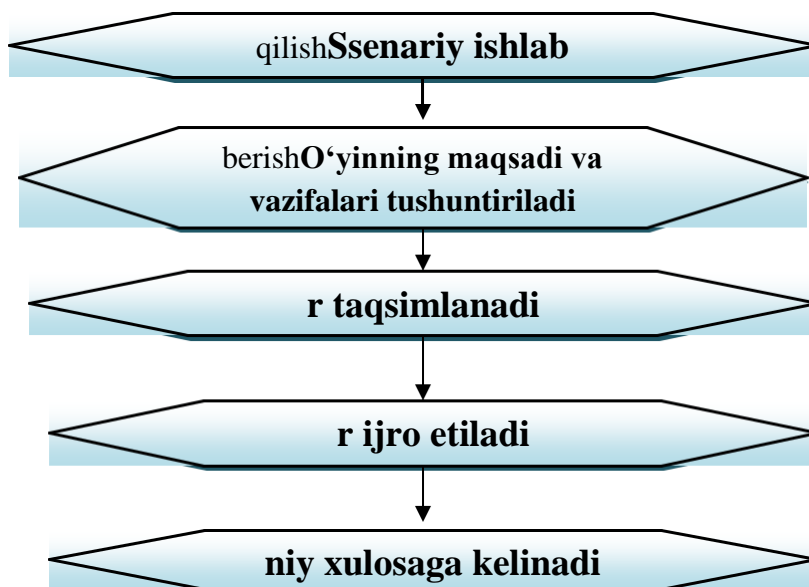 qilishSsenariy ishlab
berishO‘yinning maqsadi va
vazifalari tushuntiriladi
r taqsimlanadi
r ijro etiladi
niy xulosaga kelinadi